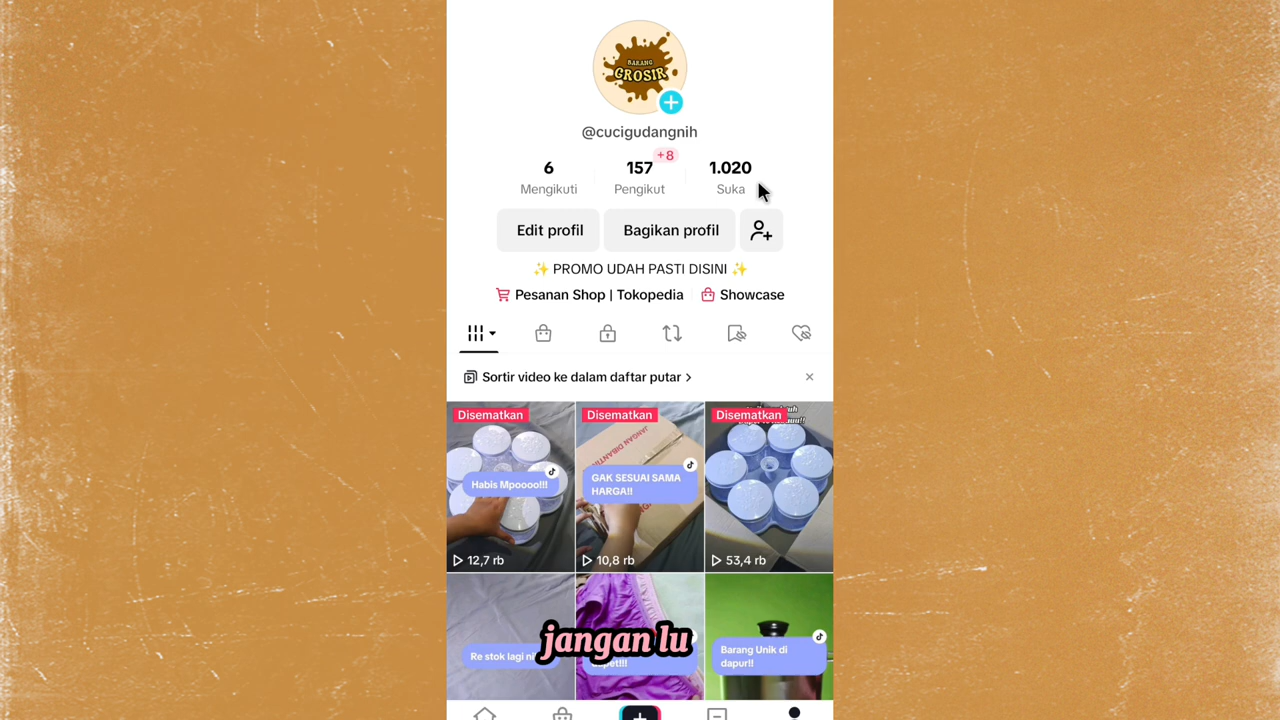 BARANG
GROSIR
@cucigudangnih
+8
6
157
1.020
Mengikuti
Pengikut
Suka
Edit profil
Bagikan profil
✨ PROMO UDAH PASTI DISINI ✨
Pesanan Shop | Tokopedia
Showcase
Sortir video ke dalam daftar putar >
Disematkan
Habis Mpoooo!!!
12,7 rb
Disematkan
JANGAN DIBANTI
GAK SESUAI SAMA
HARGA!!
10,8 rb
Disematkan
53,4 rb
Re stok lagi
jangan lu
Barang Unik di
dapur!!